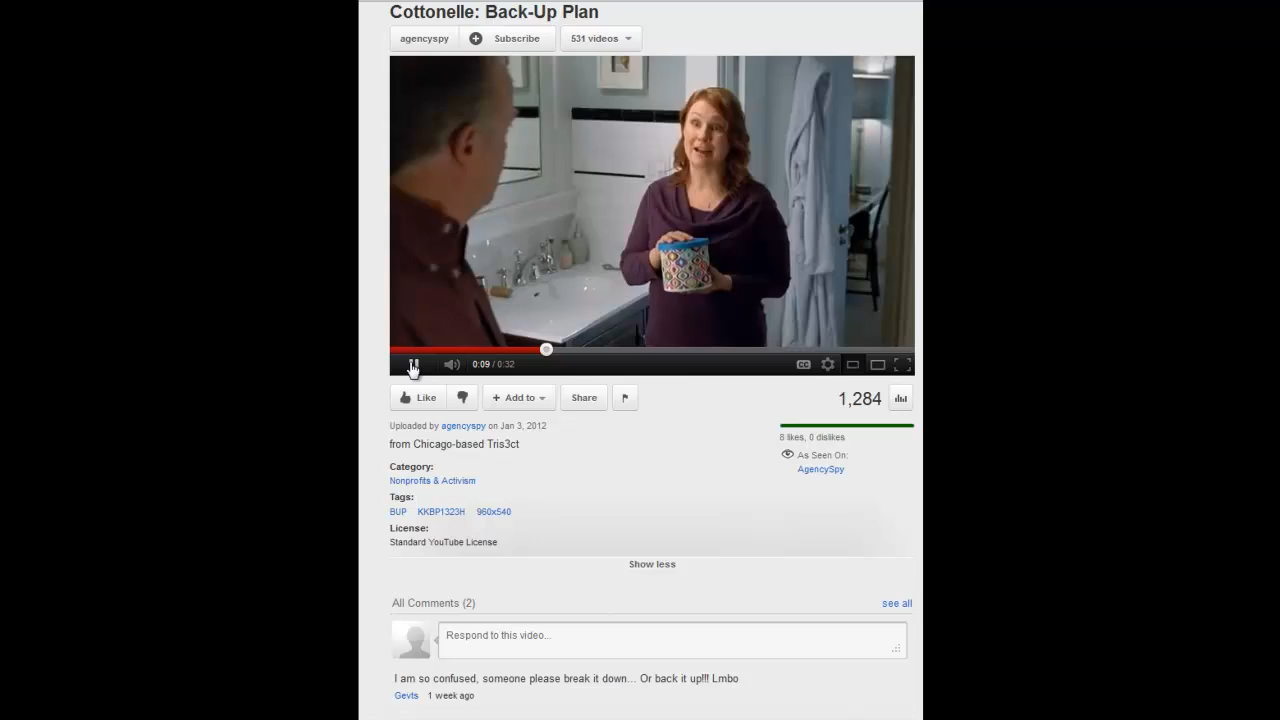 Cottonelle: Back-Up Plan
agencyspy Subscribe 531 videos
0:09 / 0:32 CC
Like Add to Share 1,284
Uploaded by agencyspy on Jan 3, 2012
from Chicago-based Tris3ct
8 likes, 0 dislikes
As Seen On:
AgencySpy
Category:
Nonprofits & Activism
Tags:
BUP KKBP1323H 960x540
License:
Standard YouTube License
Show less
All Comments (2) see all
Respond to this video...
I am so confused, someone please break it down... Or back it up!!! Lmbo
Gevts 1 week ago